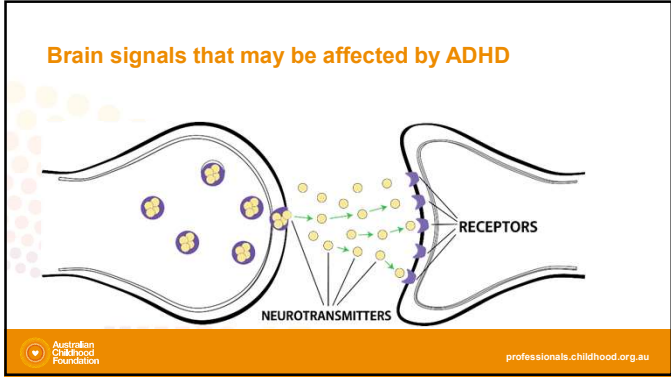 Brain signals that may be affected by ADHD
RECEPTORS
NEUROTRANSMITTERS
Australian
Childhood
Foundation
professionals.childhood.org.au